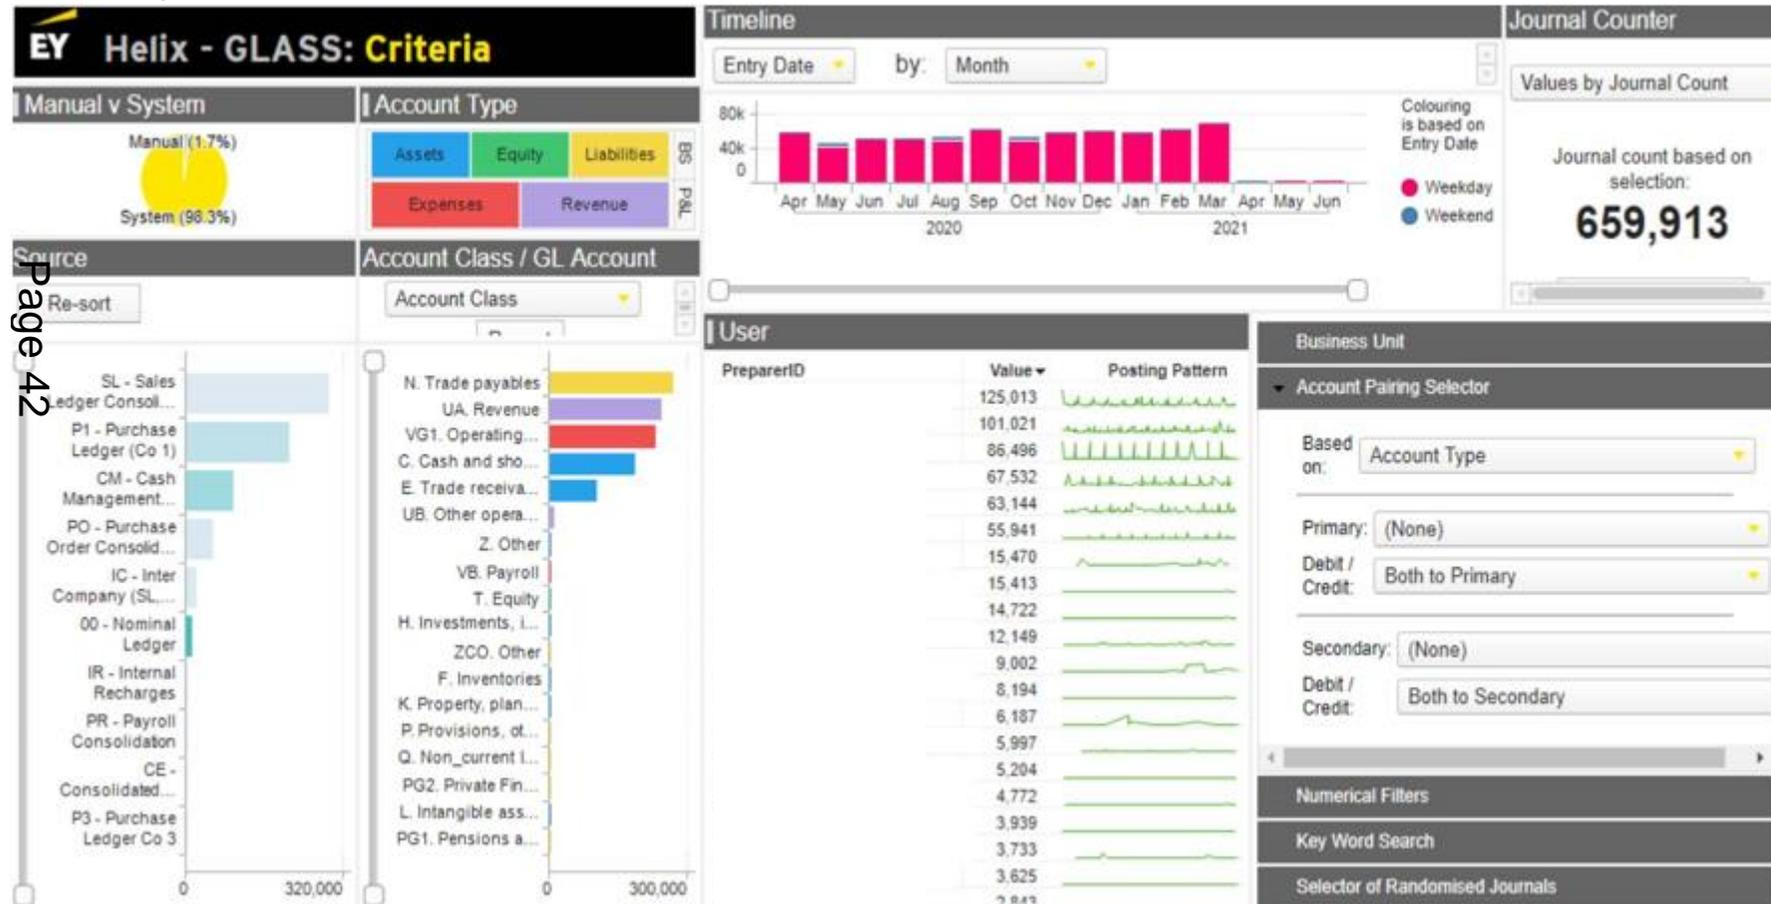 EY Helix - GLASS: Criteria
Manual v System
Manual (1.7%)
System (98.3%)
Account Type
Assets
Equity
Liabilities
BS
Expenses
Revenue
P&L
Timeline
Entry Date
by:
Month
80k
40k
0
Apr May Jun Jul Aug Sep Oct Nov Dec Jan Feb Mar Apr May Jun
2020
2021
Colouring
is based on
Entry Date
Weekday
Weekend
Journal Counter
Values by Journal Count
Journal count based on
selection:
659,913
Source
Re-sort
Page 42
SL - Sales
Ledger Consoli...
P1 - Purchase
Ledger (Co 1)
CM - Cash
Management...
PO - Purchase
Order Consolid...
IC - Inter
Company (SL,...
00 - Nominal
Ledger
IR - Internal
Recharges
PR - Payroll
Consolidation
CE -
Consolidated...
P3 - Purchase
Ledger Co 3
0
320,000
Account Class / GL Account
Account Class
N. Trade payables
UA. Revenue
VG1. Operating...
C. Cash and sho...
E. Trade receiva...
UB. Other opera...
Z. Other
VB. Payroll
T. Equity
H. Investments, i...
ZCO. Other
F. Inventories
K. Property, plan...
P. Provisions, ot...
Q. Non_current l...
PG2. Private Fin...
L. Intangible ass...
PG1. Pensions a...
0
300,000
User
PreparerID
Value
Posting Pattern
125,013
101,021
86,496
67,532
63,144
55,941
15,470
15,413
14,722
12,149
9,002
8,194
6,187
5,997
5,204
4,772
3,939
3,733
3,625
2,843
Business Unit
Account Pairing Selector
Based
on:
Account Type
Primary:
(None)
Debit /
Credit:
Both to Primary
Secondary:
(None)
Debit /
Credit:
Both to Secondary
Numerical Filters
Key Word Search
Selector of Randomised Journals